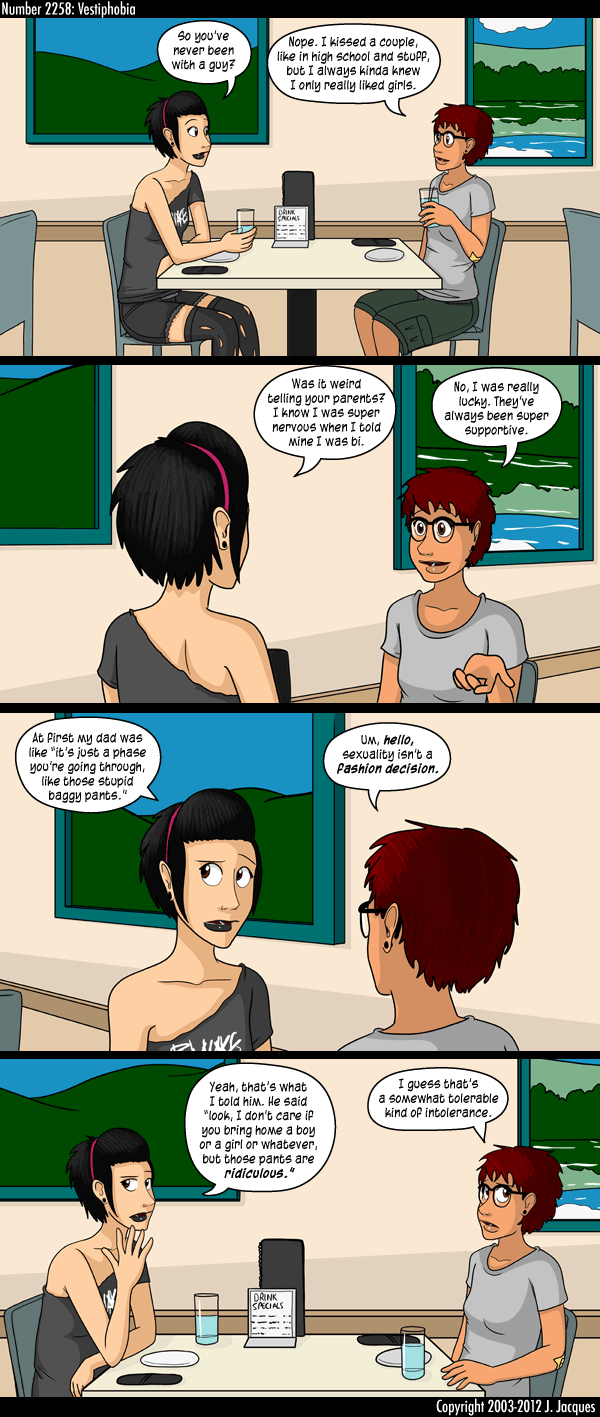 Number 2258: Vestiphobia
So you've
never been
with a guy?
Nope. I kissed a couple,
like in high school and stuff,
but I always kinda knew
I only really liked girls.
DRINK
SPECIALS
Was it weird
telling your parents?
I know I was super
nervous when I told
mine I was bi.
No, I was really
lucky. They've
always been super
supportive.
At first my dad was
like "it's just a phase
you're going through,
like those stupid
baggy pants."
Um, hello,
sexuality isn't a
fashion decision.
Yeah, that's what
I told him. He said
"look, I don't care if
you bring home a boy
or a girl or whatever,
but those pants are
ridiculous."
I guess that's
a somewhat tolerable
kind of intolerance.
DRINK
SPECIALS
Copyright 2003-2012 J. Jacques